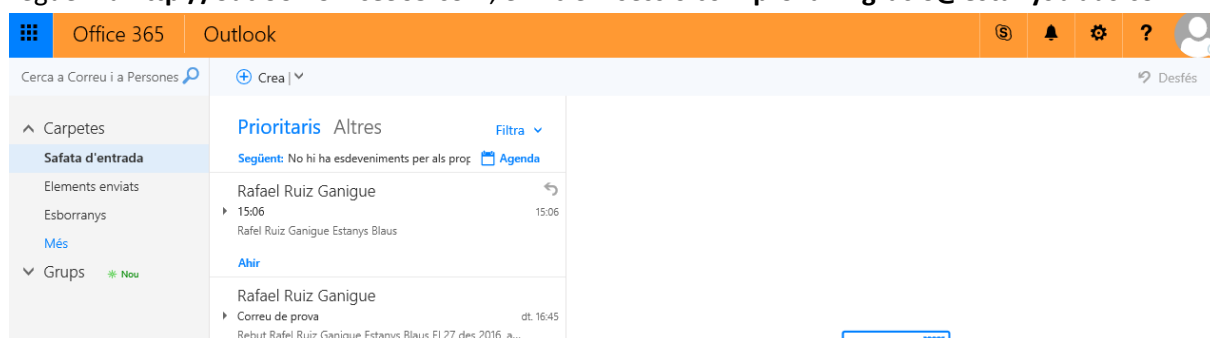 Office 365 Outlook
Cerca a Correu i a Persones
Crea
Desfés
Carpetes
Safata d'entrada
Elements enviats
Esborranys
Més
Grups Nou
Prioritaris Altres Filtra
Següent: No hi ha esdeveniments per als prop Agenda
Rafael Ruiz Ganigue
15:06 15:06
Rafel Ruiz Ganigue Estanys Blaus
Ahir
Rafael Ruiz Ganigue
Correu de prova dt. 16:45
Rebut Rafel Ruiz Ganigue Estanys Blaus El 27 des 2016, a...